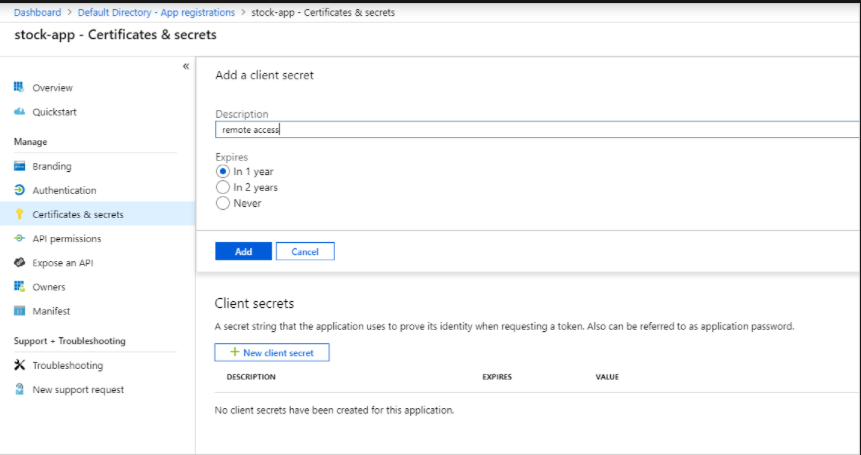 Dashboard > Default Directory - App registrations > stock-app - Certificates & secrets
stock-app - Certificates & secrets
«
Overview
Quickstart
Manage
Branding
Authentication
Certificates & secrets
API permissions
Expose an API
Owners
Manifest
Support + Troubleshooting
Troubleshooting
New support request
Add a client secret
Description
remote access
Expires
In 1 year
In 2 years
Never
Add Cancel
Client secrets
A secret string that the application uses to prove its identity when requesting a token. Also can be referred to as application password.
+ New client secret
DESCRIPTION EXPIRES VALUE
No client secrets have been created for this application.